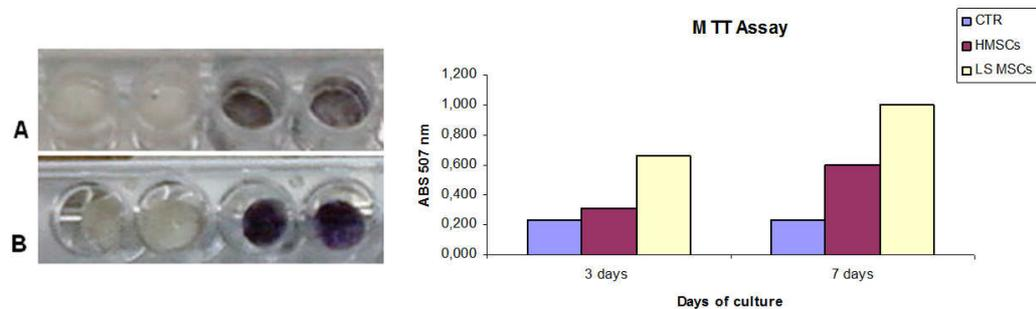 A
B
M TT Assay
CTR
HMSCs
LS MSCs
ABS 507 nm
1,200
1,000
0,800
0,600
0,400
0,200
0,000
3 days
7 days
Days of culture